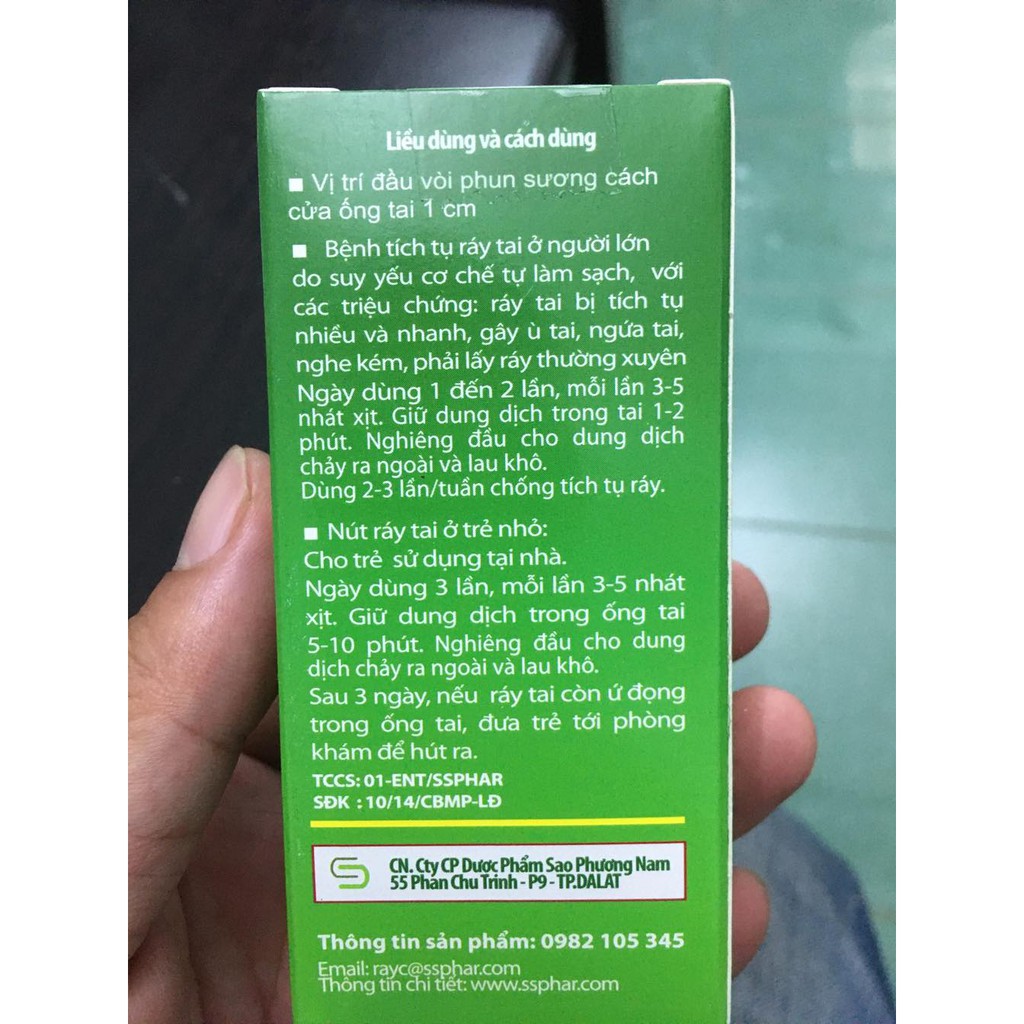 Liều dùng và cách dùng
■ Vị trí đầu vòi phun sương cách
cửa ống tai 1 cm
■ Bệnh tích tụ ráy tai ở người lớn
do suy yếu cơ chế tự làm sạch, với
các triệu chứng: ráy tai bị tích tụ
nhiều và nhanh, gây ù tai, ngứa tai,
nghe kém, phải lấy ráy thường xuyên
Ngày dùng 1 đến 2 lần, mỗi lần 3-5
nhát xịt. Giữ dung dịch trong tai 1-2
phút. Nghiêng đầu cho dung dịch
chảy ra ngoài và lau khô.
Dùng 2-3 lần/tuần chống tích tụ ráy.
■ Nút ráy tai ở trẻ nhỏ:
Cho trẻ sử dụng tại nhà.
Ngày dùng 3 lần, mỗi lần 3-5 nhát
xịt. Giữ dung dịch trong ống tai
5-10 phút. Nghiêng đầu cho dung
dịch chảy ra ngoài và lau khô.
Sau 3 ngày, nếu ráy tai còn ứ đọng
trong ống tai, đưa trẻ tới phòng
khám để hút ra.
TCCS: 01-ENT/SSPHAR
SĐK : 10/14/CBMP-LĐ
CN. Cty CP Dược Phẩm Sao Phương Nam
55 Phan Chu Trinh - P9 - TP.DALAT
Thông tin sản phẩm: 0982 105 345
Email: rayc@ssphar.com
Thông tin chi tiết: www.ssphar.com